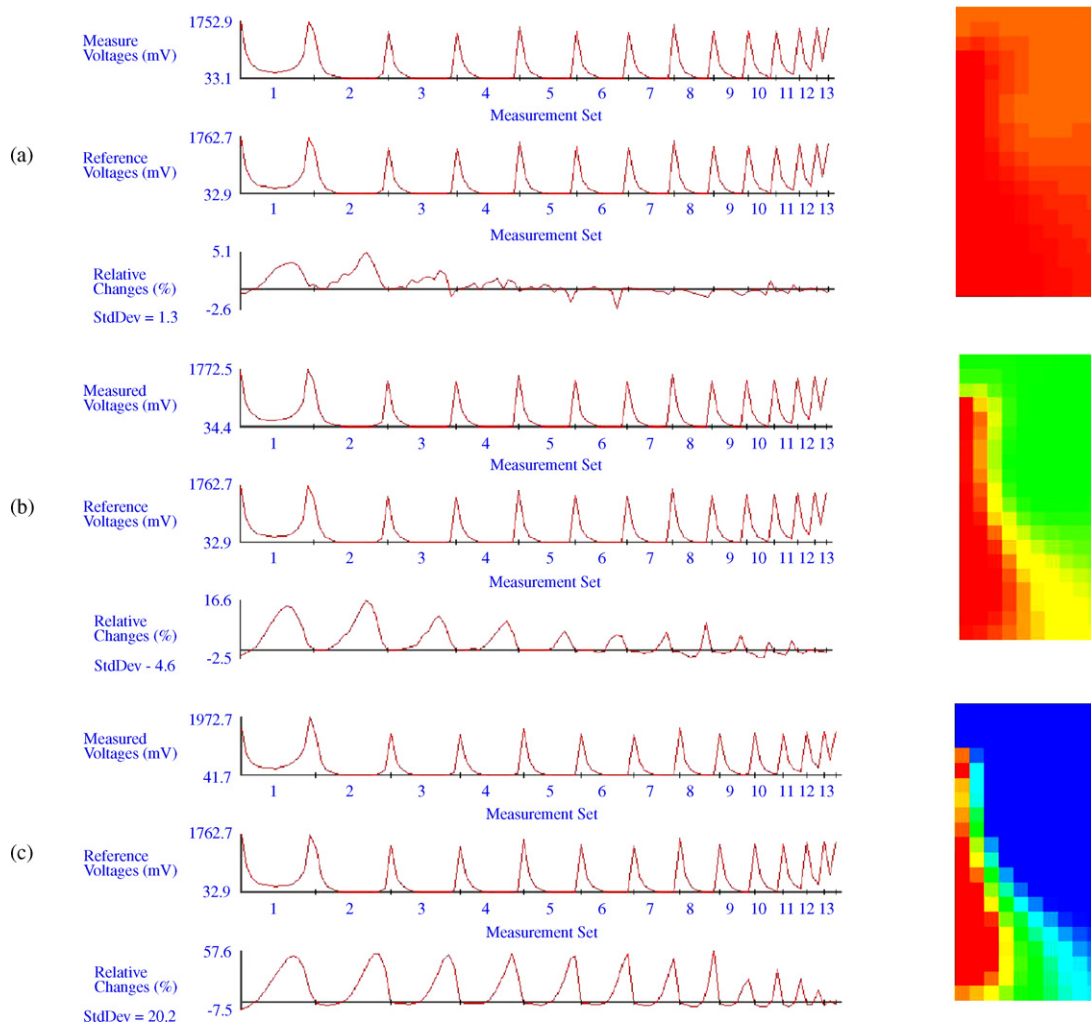 1752.9
Measure
Voltages (mV)
33.1
1 2 3 4 5 6 7 8 9 10 11 12 13
Measurement Set
(a)
1762.7
Reference
Voltages (mV)
32.9
1 2 3 4 5 6 7 8 9 10 11 12 13
Measurement Set
5.1
Relative
Changes (%)
-2.6
StdDev = 1.3
1772.5
Measured
Voltages (mV)
34.4
1 2 3 4 5 6 7 8 9 10 11 12 13
Measurement Set
(b)
1762.7
Reference
Voltages (mV)
32.9
1 2 3 4 5 6 7 8 9 10 11 12 13
Measurement Set
16.6
Relative
Changes (%)
-2.5
StdDev - 4.6
1972.7
Measured
Voltages (mV)
41.7
1 2 3 4 5 6 7 8 9 10 11 12 13
Measurement Set
(c)
1762.7
Reference
Voltages (mV)
32.9
1 2 3 4 5 6 7 8 9 10 11 12 13
Measurement Set
57.6
Relative
Changes (%)
-7.5
StdDev = 20.2